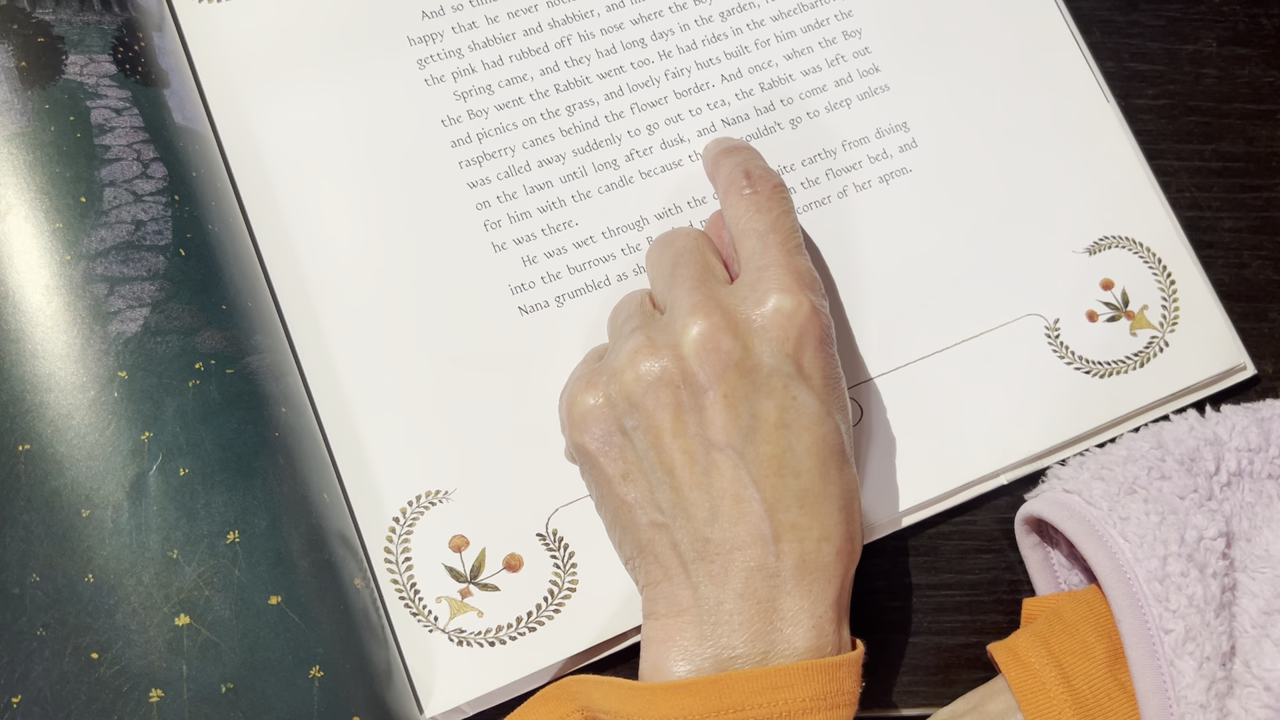 And so time
happy that he never noti
getting shabbier and shabbier, and
the pink had rubbed off his nose where the Boy
Spring came, and they had long days in the garden,
the Boy went the Rabbit went too. He had rides in the wheelbarrow,
and picnics on the grass, and lovely fairy huts built for him under the
raspberry canes behind the flower border. And once, when the Boy
was called away suddenly to go out to tea, the Rabbit was left out
on the lawn until long after dusk, and Nana had to come and look
for him with the candle because th couldn't go to sleep unless
he was there.
He was wet through with the ite earthy from diving
into the burrows the B d m n the flower bed, and
Nana grumbled as sh corner of her apron.